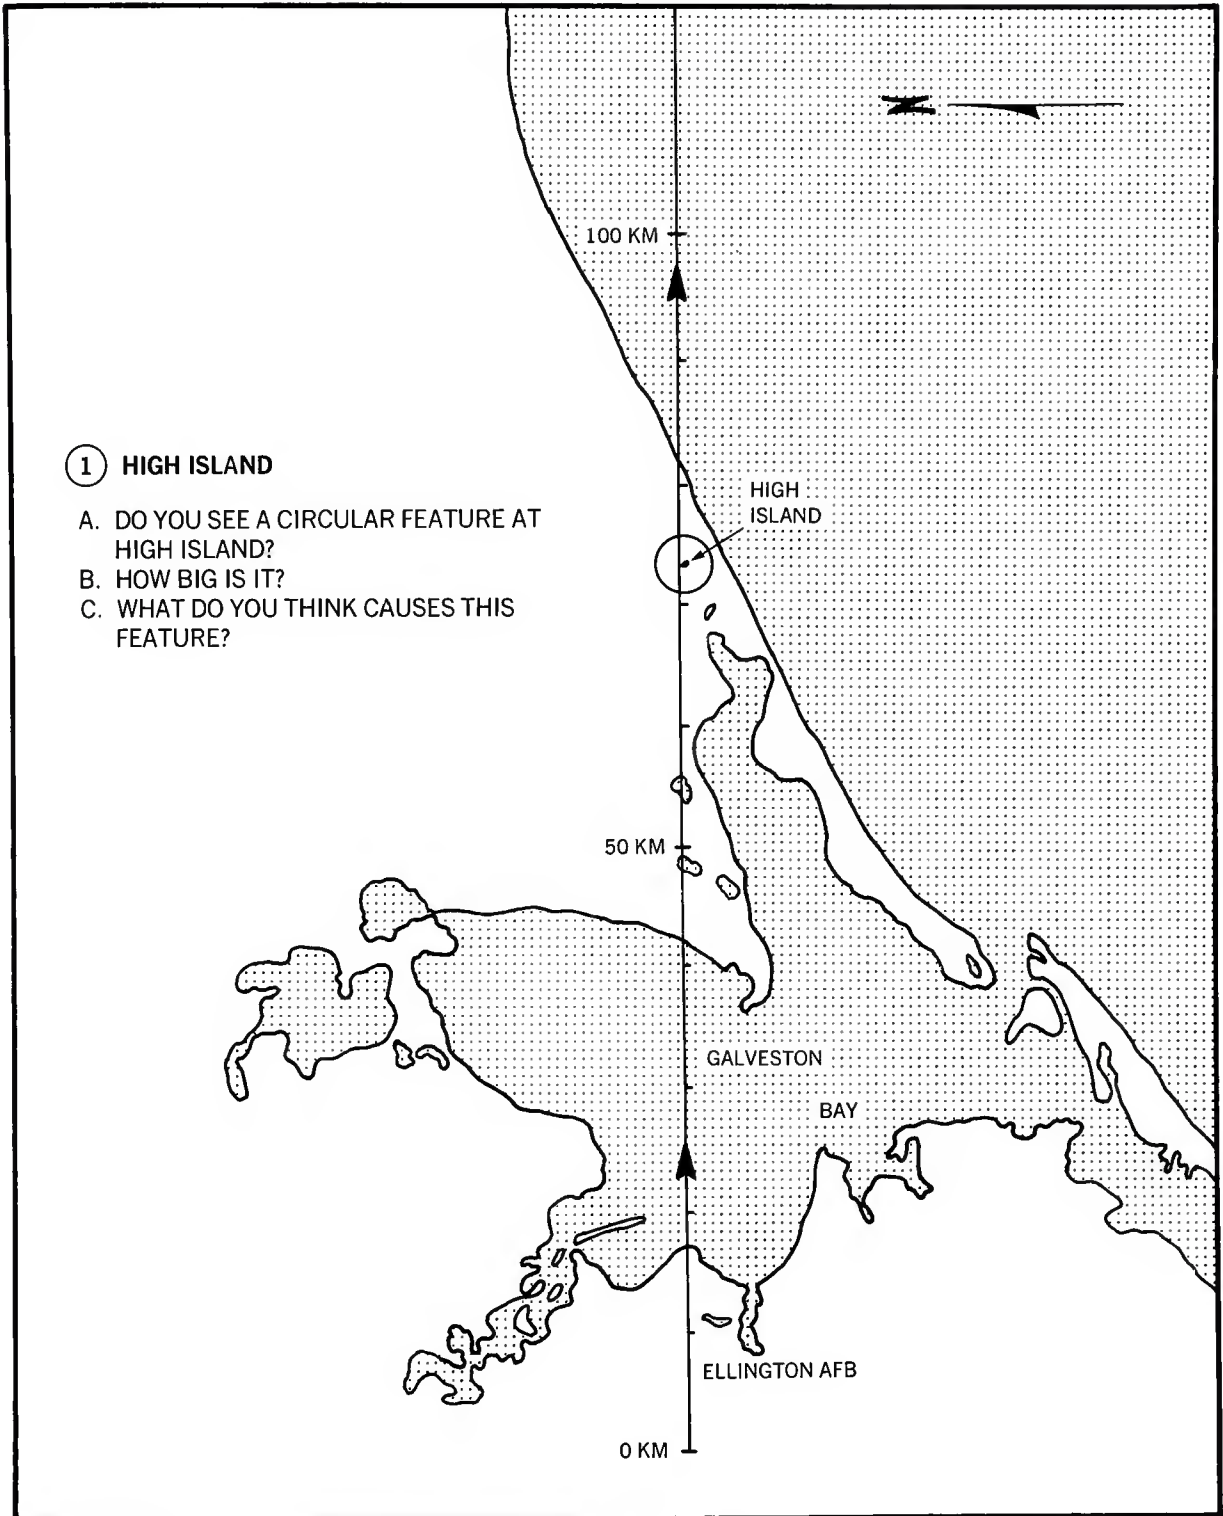 N
100 KM
1 HIGH ISLAND
A. DO YOU SEE A CIRCULAR FEATURE AT
HIGH ISLAND?
B. HOW BIG IS IT?
C. WHAT DO YOU THINK CAUSES THIS
FEATURE?
HIGH
ISLAND
50 KM
GALVESTON
BAY
ELLINGTON AFB
0 KM